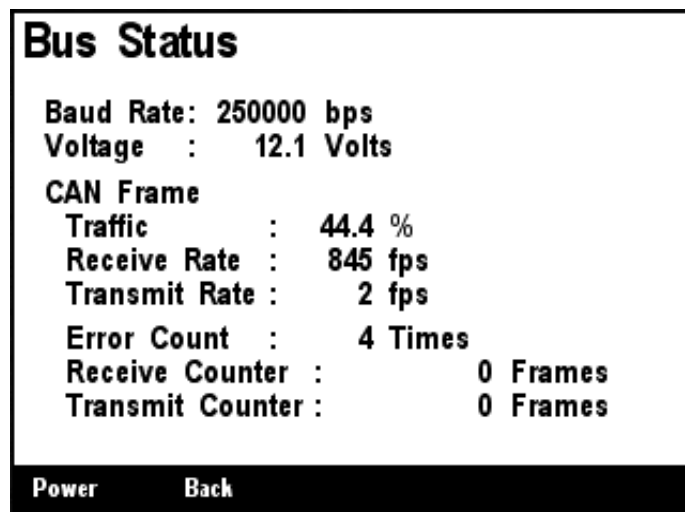 Bus Status
Baud Rate: 250000 bps
Voltage : 12.1 Volts
CAN Frame
Traffic : 44.4 %
Receive Rate : 845 fps
Transmit Rate : 2 fps
Error Count : 4 Times
Receive Counter : 0 Frames
Transmit Counter : 0 Frames
Power Back